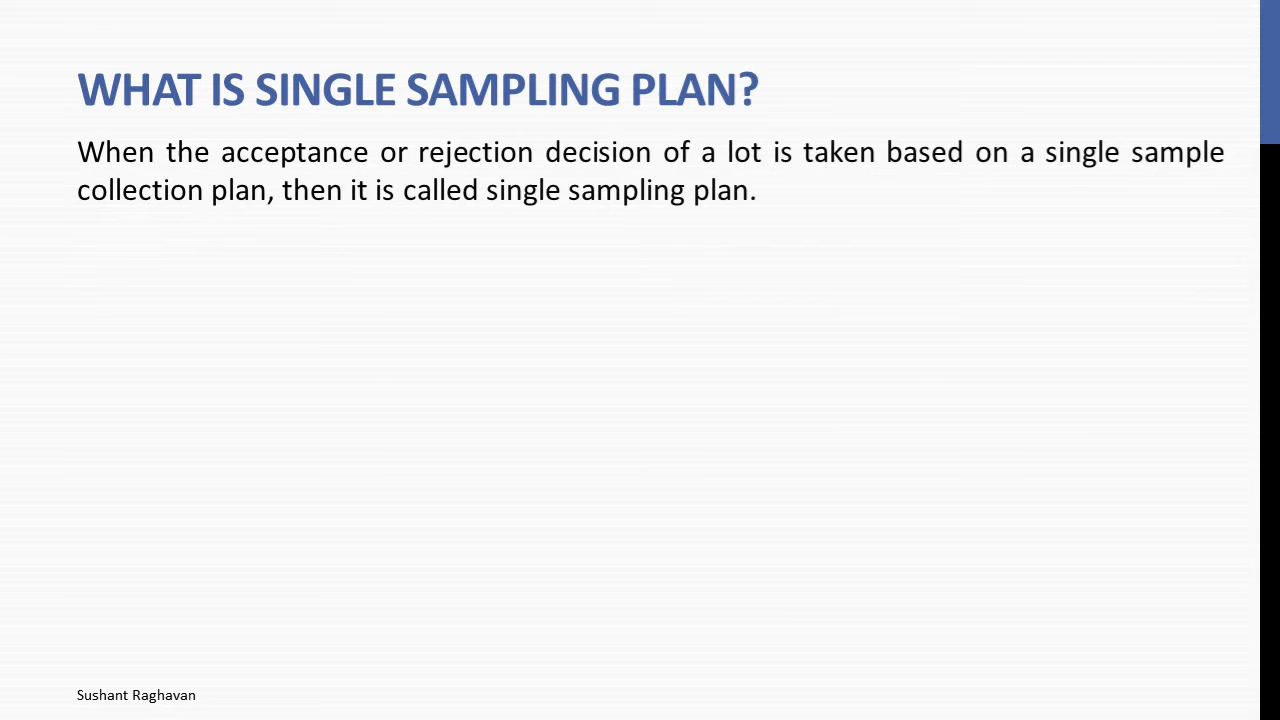 WHAT IS SINGLE SAMPLING PLAN?
When the acceptance or rejection decision of a lot is taken based on a single sample
collection plan, then it is called single sampling plan.
Sushant Raghavan